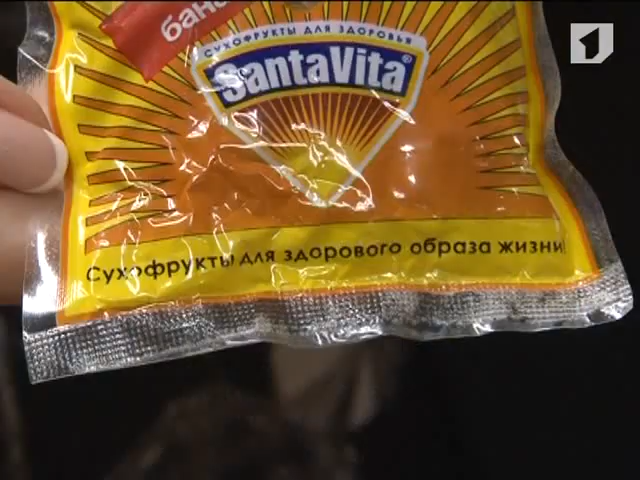 бана
СУХОФРУКТЫ ДЛЯ ЗДОРОВЬЯ
SantaVita®
Сухофрукты для здорового образа жизни
1